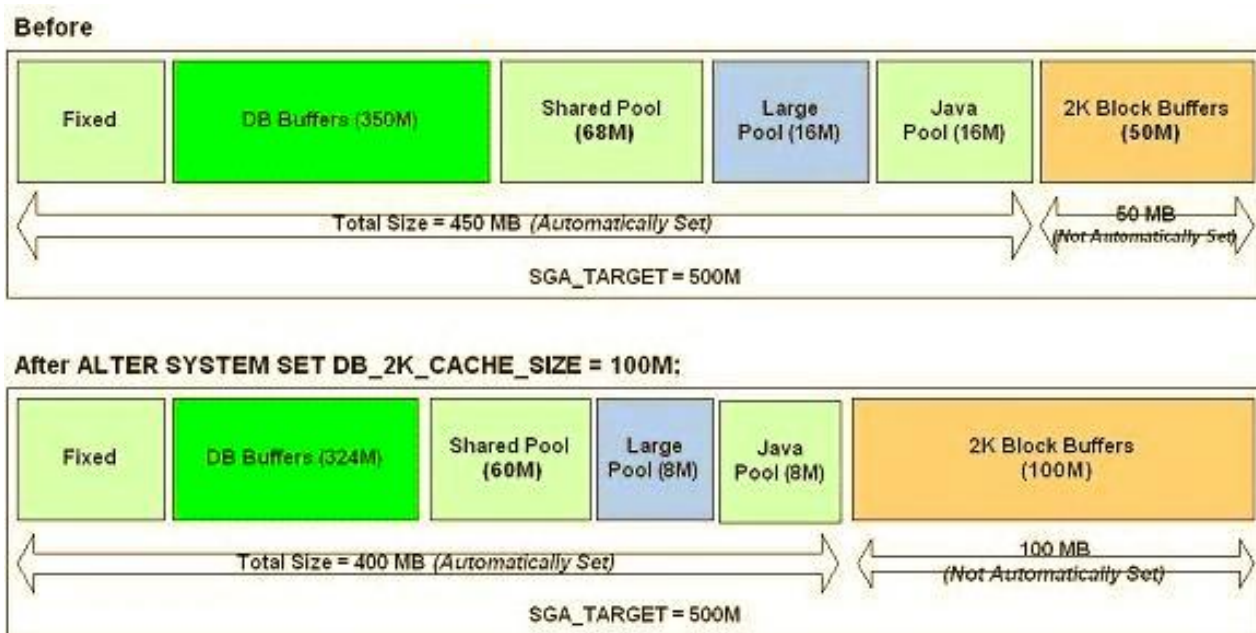 Before
Fixed
DB Buffers (350M)
Shared Pool
(68M)
Large
Pool (16M)
Java
Pool (16M)
2K Block Buffers
(50M)
Total Size = 450 MB (Automatically Set)
50 MB
(Not Automatically Set)
SGA_TARGET = 500M
After ALTER SYSTEM SET DB_2K_CACHE_SIZE = 100M:
Fixed
DB Buffers (324M)
Shared Pool
(60M)
Large
Pool (8M)
Java
Pool (8M)
2K Block Buffers
(100M)
Total Size = 400 MB (Automatically Set)
100 MB
(Not Automatically Set)
SGA_TARGET = 500M